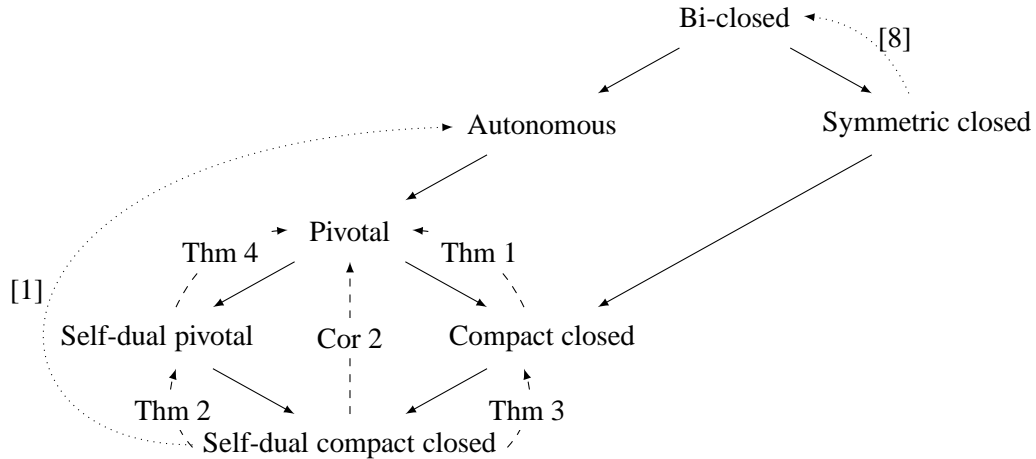 Bi-closed
[8]
Autonomous
Symmetric closed
Pivotal
Thm 4
Thm 1
[1]
Self-dual pivotal
Cor 2
Compact closed
Thm 2
Thm 3
Self-dual compact closed